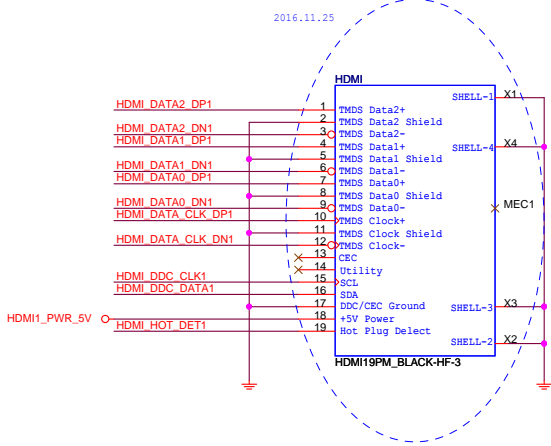 2016.11.25
HDMI
SHELL-1 X1
HDMI_DATA2_DP1 1 TMDS Data2+
2 TMDS Data2 Shield
HDMI_DATA2_DN1 3 TMDS Data2-
HDMI_DATA1_DP1 4 TMDS Data1+ SHELL-4 X4
5 TMDS Data1 Shield
HDMI_DATA1_DN1 6 TMDS Data1-
HDMI_DATA0_DP1 7 TMDS Data0+
8 TMDS Data0 Shield
HDMI_DATA0_DN1 9 TMDS Data0- MEC1
HDMI_DATA_CLK_DP1 10 TMDS Clock+
11 TMDS Clock Shield
HDMI_DATA_CLK_DN1 12 TMDS Clock-
13 CEC
14 Utility
HDMI_DDC_CLK1 15 SCL
HDMI_DDC_DATA1 16 SDA
17 DDC/CEC Ground SHELL-3 X3
HDMI1_PWR_5V 18 +5V Power
HDMI_HOT_DET1 19 Hot Plug Delect
SHELL-2 X2
HDMI19PM_BLACK-HF-3